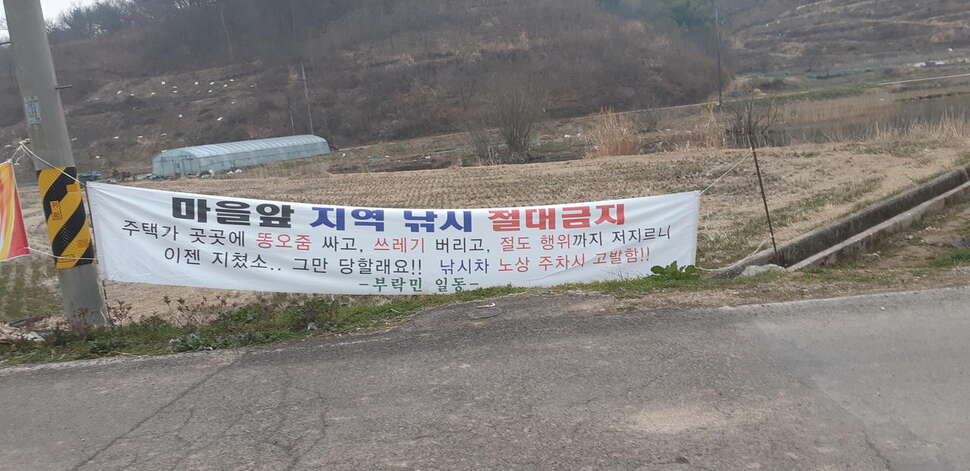 마을앞 지역 낚시 절대금지
주택가 곳곳에 똥오줌 싸고, 쓰레기 버리고, 절도 행위까지 저지르니
이젠 지쳤소.. 그만 당할래요!! 낚시차 노상 주차시 고발함!!
-부락민 일동-